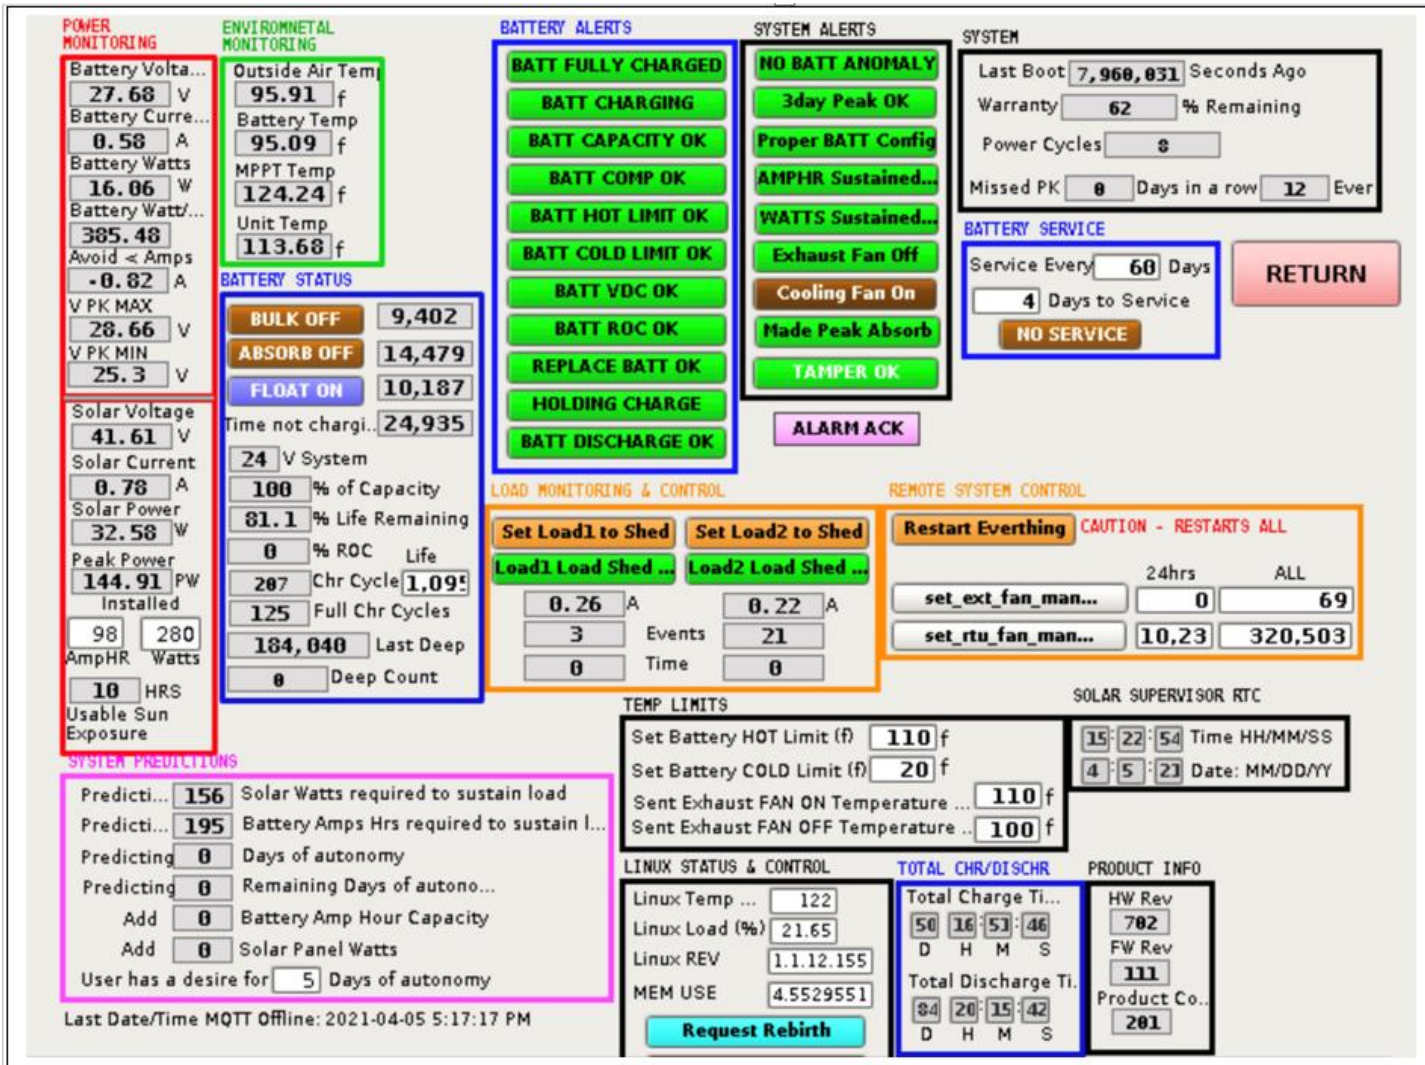 POWER
MONITORING
Battery Volta...
27.68 V
Battery Curre...
0.58 A
Battery Watts
16.06 W
Battery Watt/...
385.48
Avoid < Amps
-0.82 A
V PK MAX
28.66 V
V PK MIN
25.3 V
Solar Voltage
41.61 V
Solar Current
0.78 A
Solar Power
32.58 W
Peak Power
144.91 PW
Installed
98 280
AmpHR Watts
10 HRS
Usable Sun
Exposure
ENVIROMNETAL
MONITORING
Outside Air Temp
95.91 f
Battery Temp
95.09 f
MPPT Temp
124.24 f
Unit Temp
113.68 f
BATTERY STATUS
BULK OFF 9,402
ABSORB OFF 14,479
FLOAT ON 10,187
Time not chargi.. 24,935
24 V System
100 % of Capacity
81.1 % Life Remaining
0 % ROC Life
207 Chr Cycle 1,095
125 Full Chr Cycles
184,040 Last Deep
0 Deep Count
BATTERY ALERTS
BATT FULLY CHARGED
BATT CHARGING
BATT CAPACITY OK
BATT COMP OK
BATT HOT LIMIT OK
BATT COLD LIMIT OK
BATT VDC OK
BATT ROC OK
REPLACE BATT OK
HOLDING CHARGE
BATT DISCHARGE OK
SYSTEM ALERTS
NO BATT ANOMALY
3day Peak OK
Proper BATT Config
AMPHR Sustained...
WATTS Sustained...
Exhaust Fan Off
Cooling Fan On
Made Peak Absorb
TAMPER OK
ALARM ACK
SYSTEM
Last Boot 7,960,031 Seconds Ago
Warranty 62 % Remaining
Power Cycles 8
Missed PK 0 Days in a row 12 Ever
BATTERY SERVICE
Service Every 60 Days
4 Days to Service
NO SERVICE
RETURN
LOAD MONITORING & CONTROL
Set Load1 to Shed Set Load2 to Shed
Load1 Load Shed ... Load2 Load Shed ...
0.26 A 0.22 A
3 Events 21
0 Time 0
REMOTE SYSTEM CONTROL
Restart Everthing CAUTION - RESTARTS ALL
24hrs ALL
set_ext_fan_man... 0 69
set_rtu_fan_man... 10,23 320,503
TEMP LIMITS
Set Battery HOT Limit (f) 110 f
Set Battery COLD Limit (f) 20 f
Sent Exhaust FAN ON Temperature ... 110 f
Sent Exhaust FAN OFF Temperature .. 100 f
SOLAR SUPERVISOR RTC
15:22:54 Time HH/MM/SS
4:5:21 Date: MM/DD/YY
SYSTEM PREDICTIONS
Predicti... 156 Solar Watts required to sustain load
Predicti... 195 Battery Amps Hrs required to sustain l...
Predicting 0 Days of autonomy
Predicting 0 Remaining Days of autono...
Add 0 Battery Amp Hour Capacity
Add 0 Solar Panel Watts
User has a desire for 5 Days of autonomy
Last Date/Time MQTT Offline: 2021-04-05 5:17:17 PM
LINUX STATUS & CONTROL
Linux Temp ... 122
Linux Load (%) 21.65
Linux REV 1.1.12.155
MEM USE 4.5529551
Request Rebirth
TOTAL CHR/DISCHR
Total Charge Ti...
50 16:51:46
D H M S
Total Discharge Ti.
84 20:15:42
D H M S
PRODUCT INFO
HW Rev
702
FW Rev
111
Product Co..
201